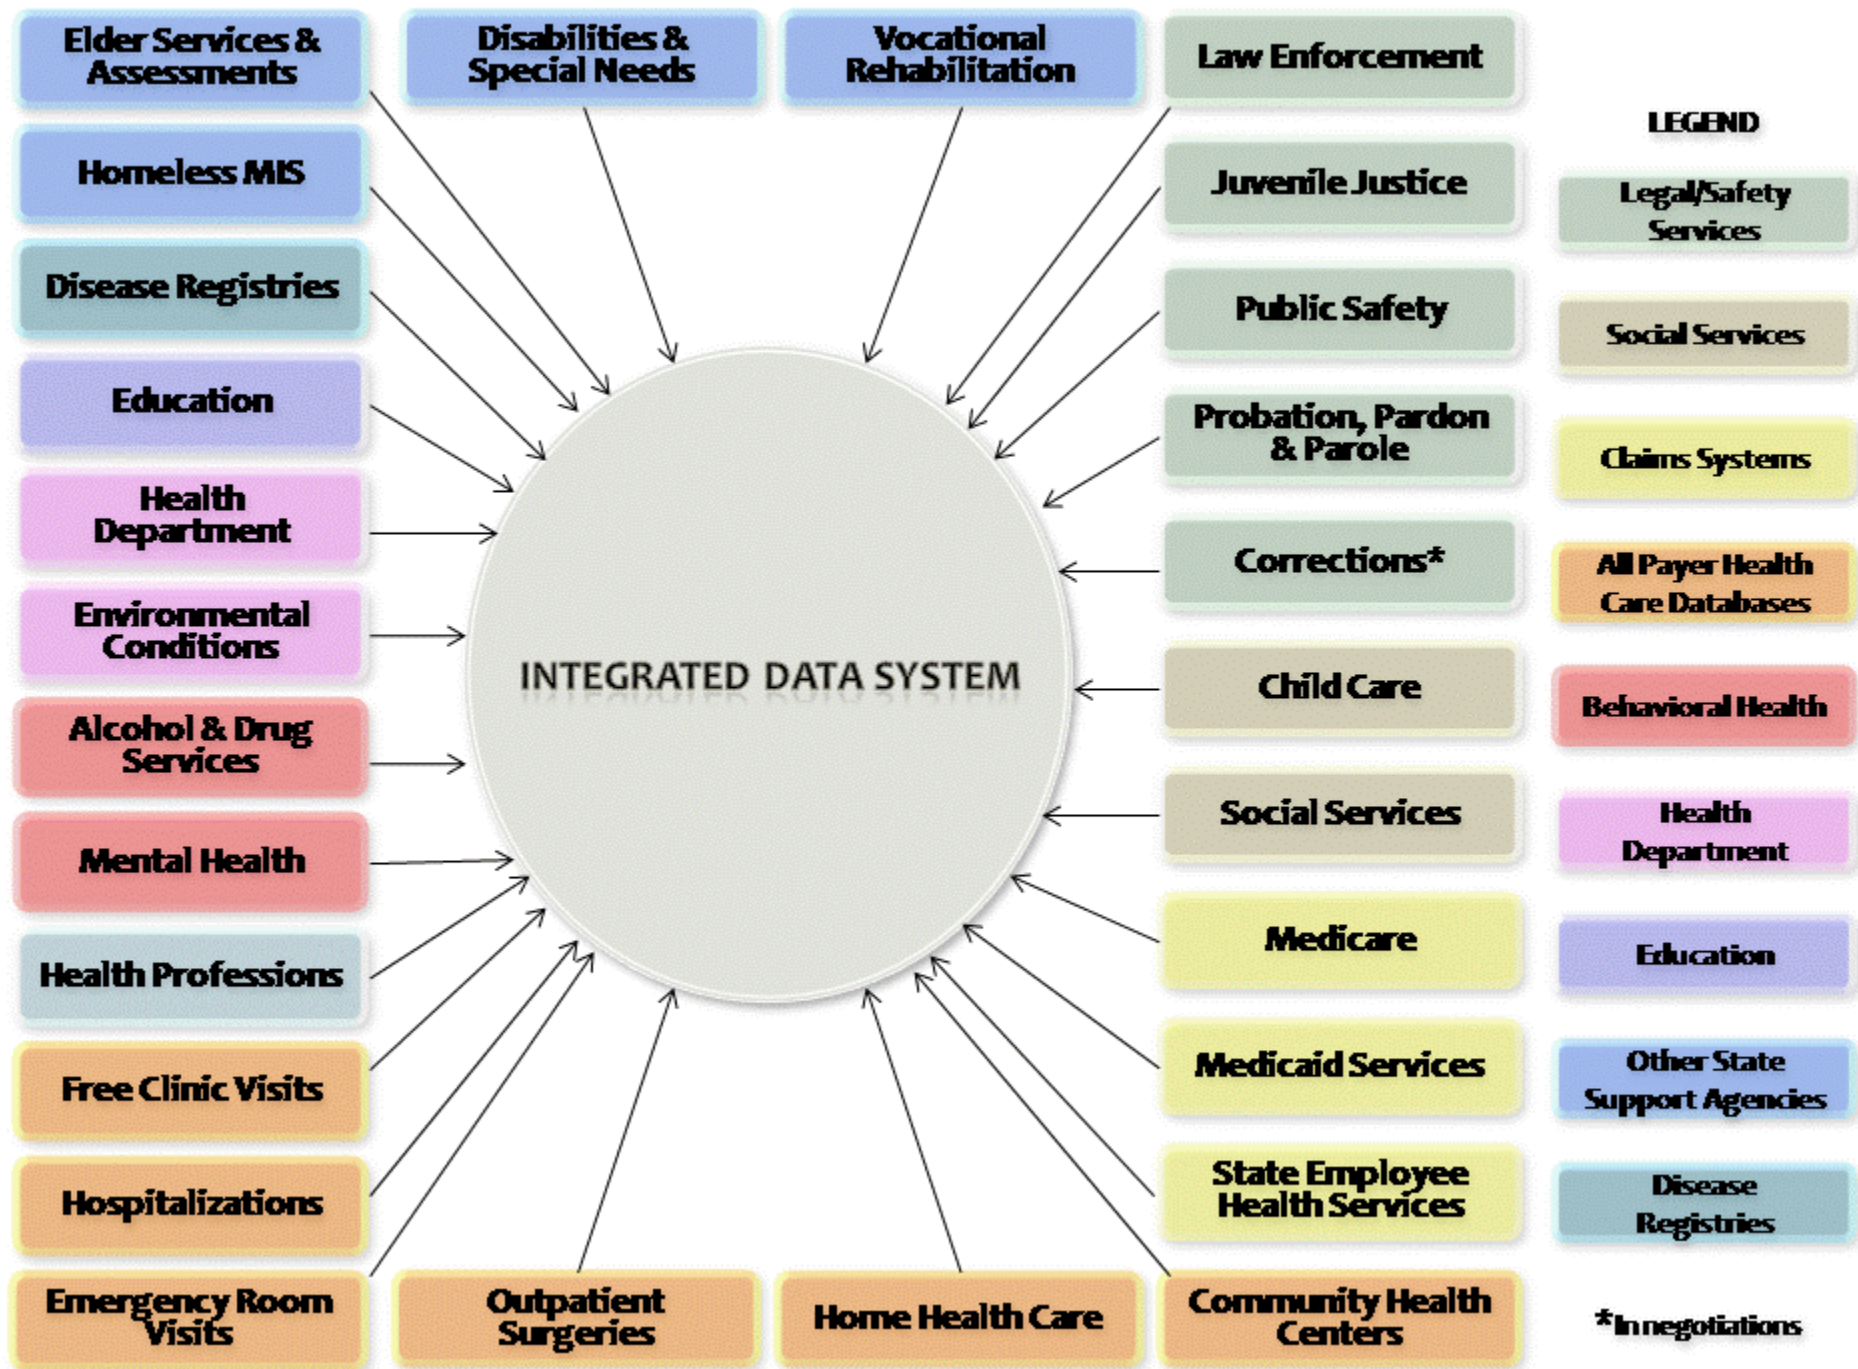 Elder Services &
Assessments
Disabilities &
Special Needs
Vocational
Rehabilitation
Law Enforcement
Homeless MIS
Disease Registries
Education
Health
Department
Environmental
Conditions
Alcohol & Drug
Services
Mental Health
Health Professions
Free Clinic Visits
Hospitalizations
Emergency Room
Visits
Outpatient
Surgeries
Home Health Care
Community Health
Centers
INTEGRATED DATA SYSTEM
Juvenile Justice
Public Safety
Probation, Pardon
& Parole
Corrections*
Child Care
Social Services
Medicare
Medicaid Services
State Employee
Health Services
LEGEND
Legal/Safety
Services
Social Services
Claims Systems
All Payer Health
Care Databases
Behavioral Health
Health
Department
Education
Other State
Support Agencies
Disease
Registries
*In negotiations